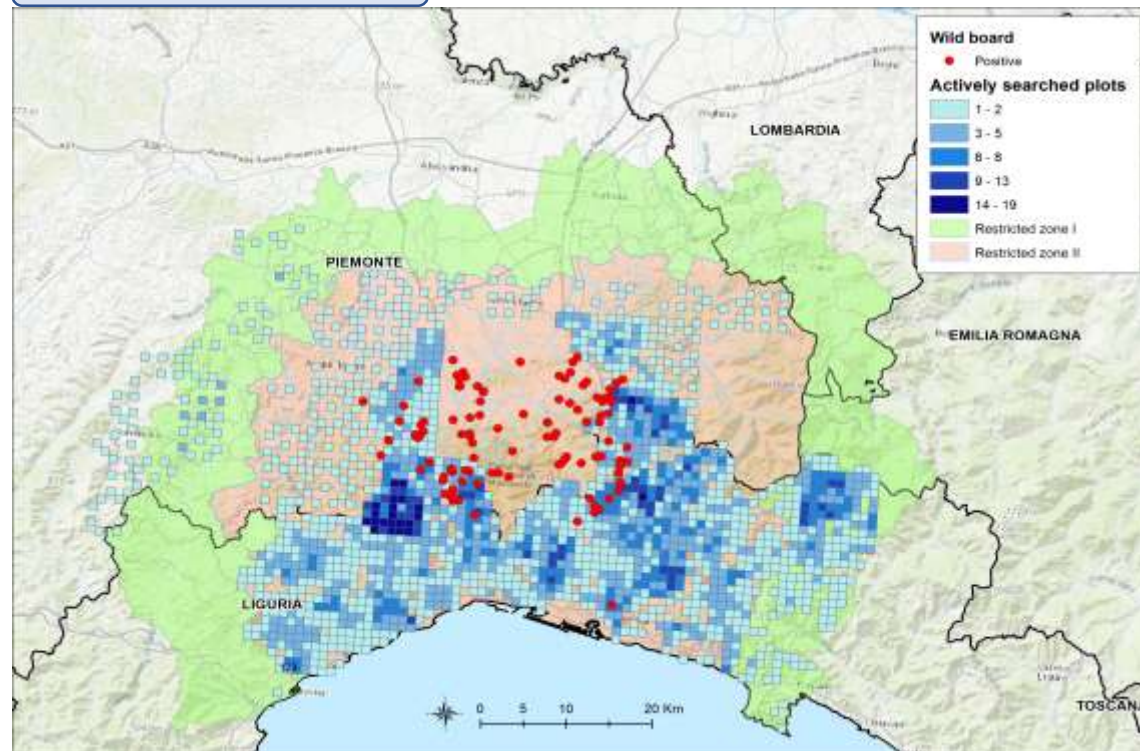 Wild board
Positive
Actively searched plots
1 - 2
3 - 5
8 - 8
9 - 13
14 - 19
Restricted zone I
Restricted zone II
LOMBARDIA
PIEMONTE
EMILIA ROMAGNA
LIGURIA
TOSCANA
0 5 10 20 Km